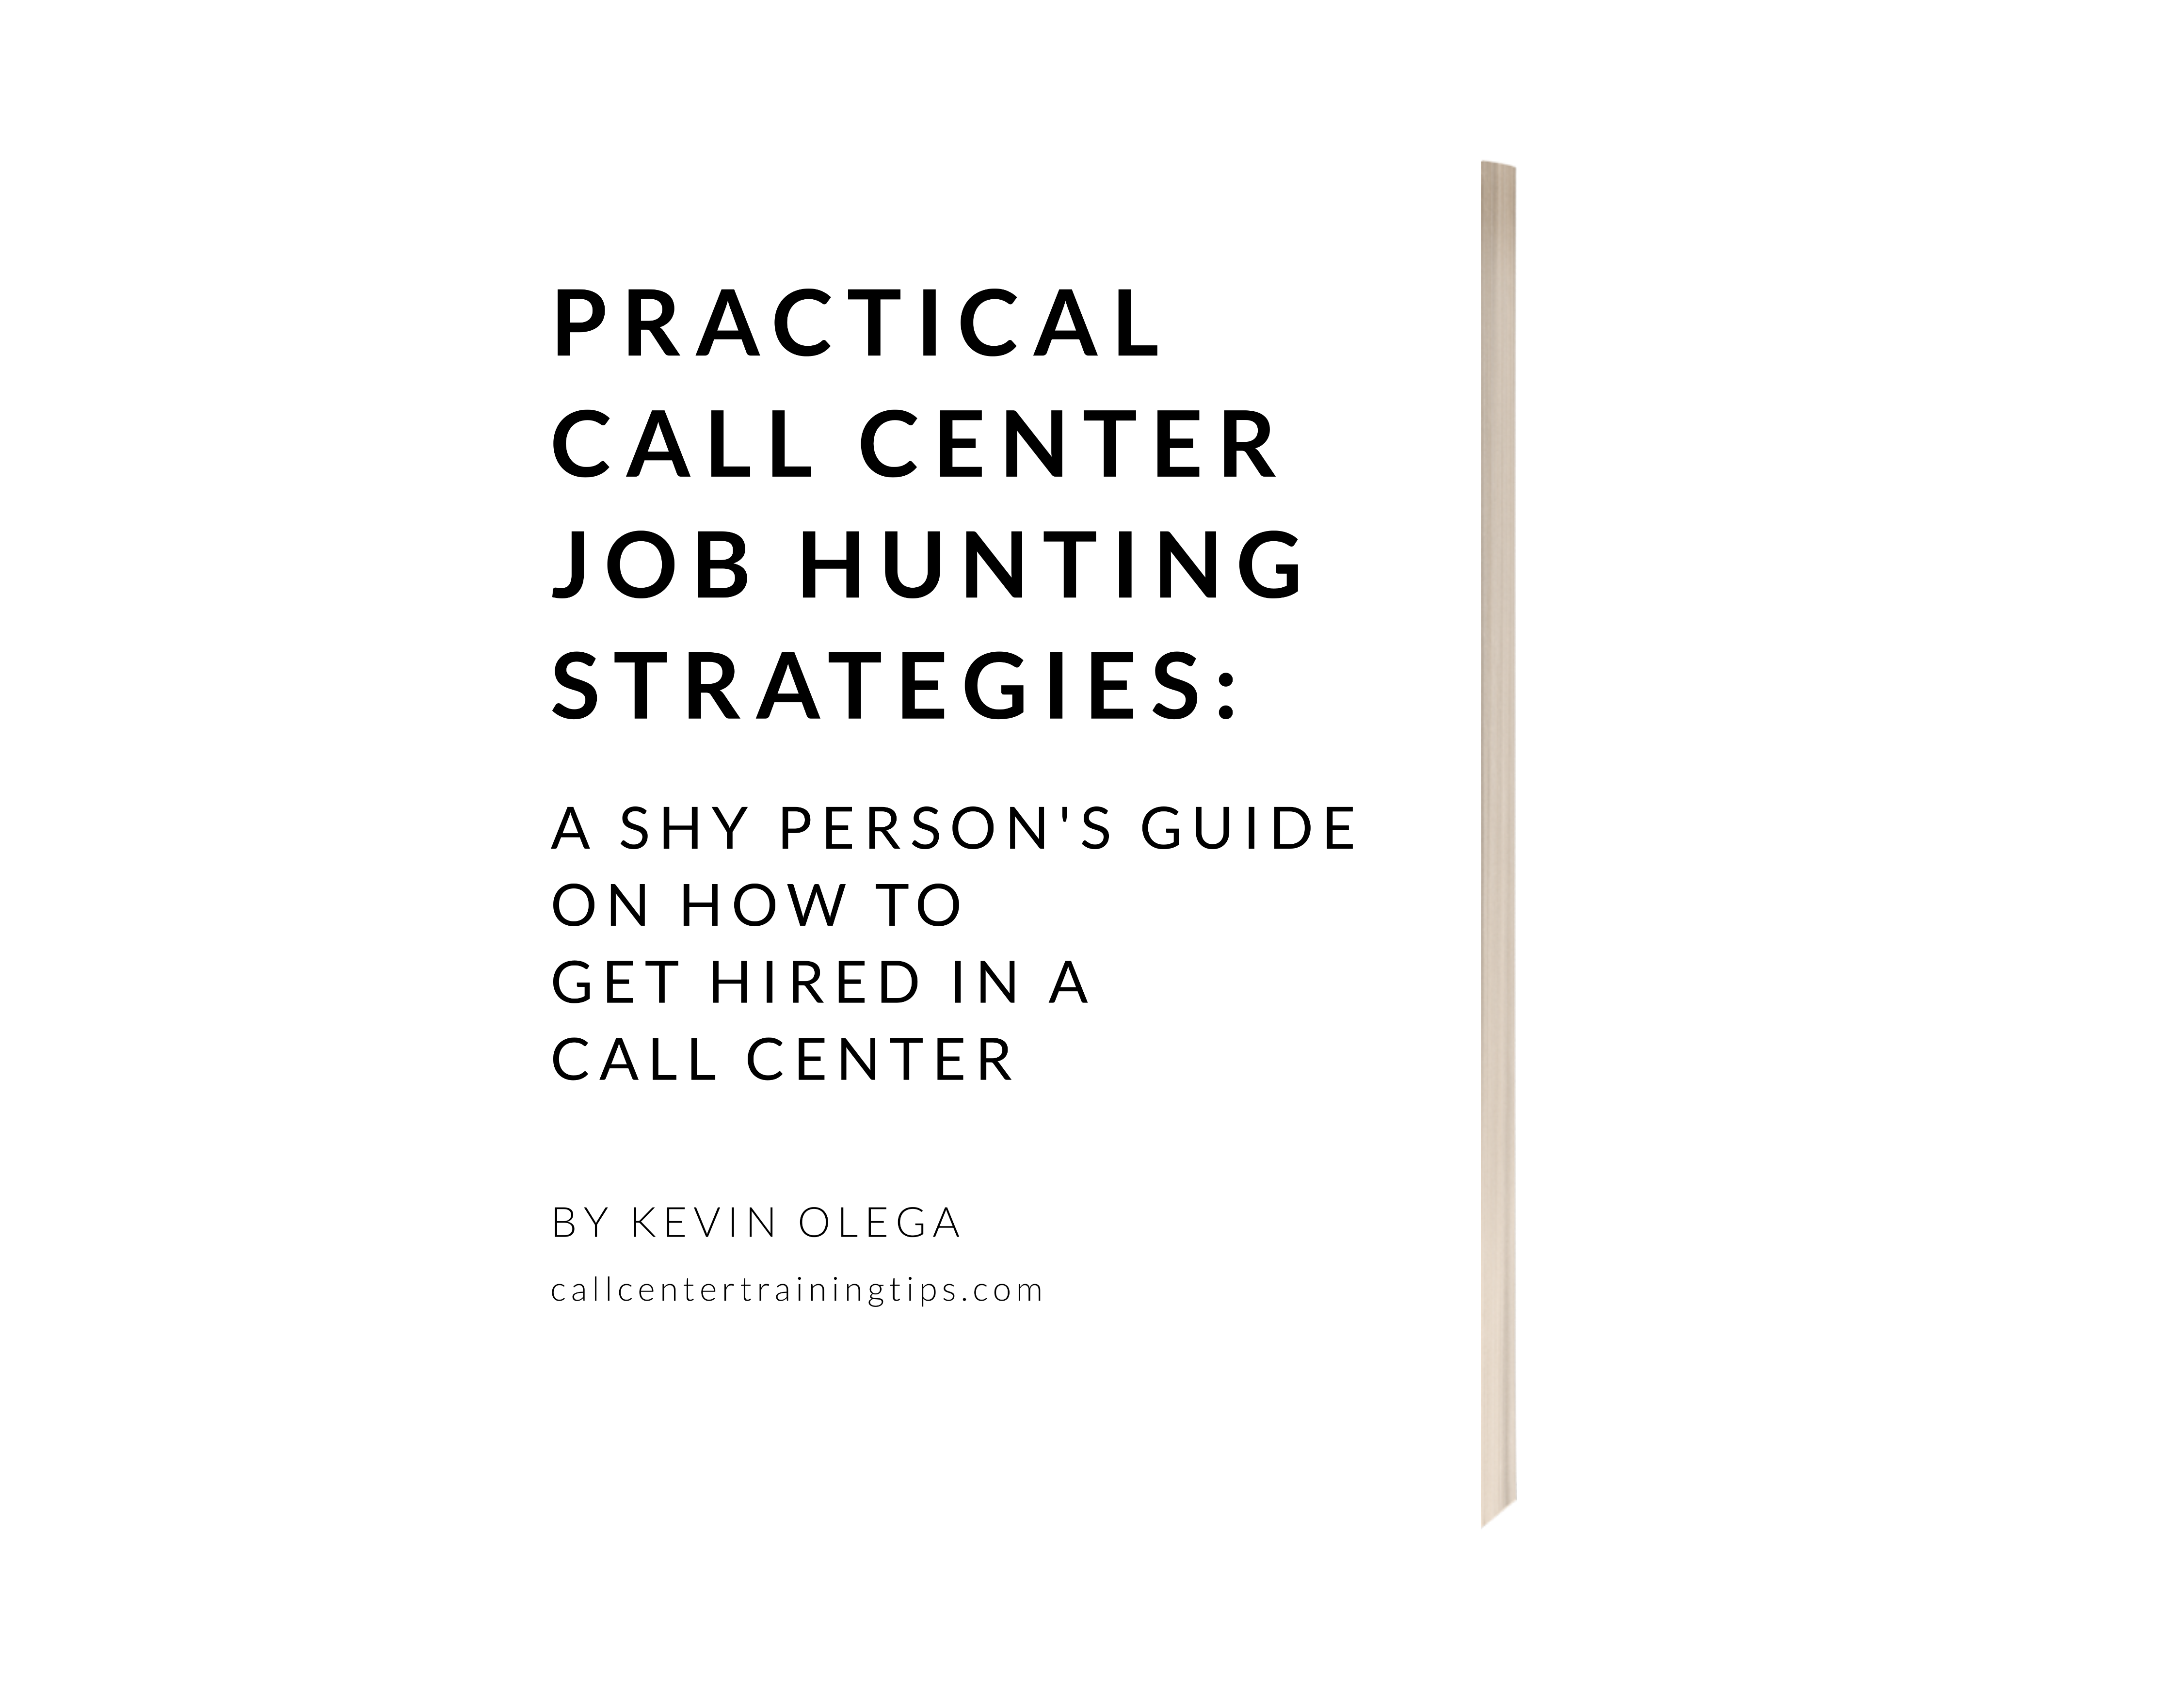 PRACTICAL
CALL CENTER
JOB HUNTING
STRATEGIES:
A SHY PERSON'S GUIDE
ON HOW TO
GET HIRED IN A
CALL CENTER
BY KEVIN OLEGA
callcentertrainingtips.com